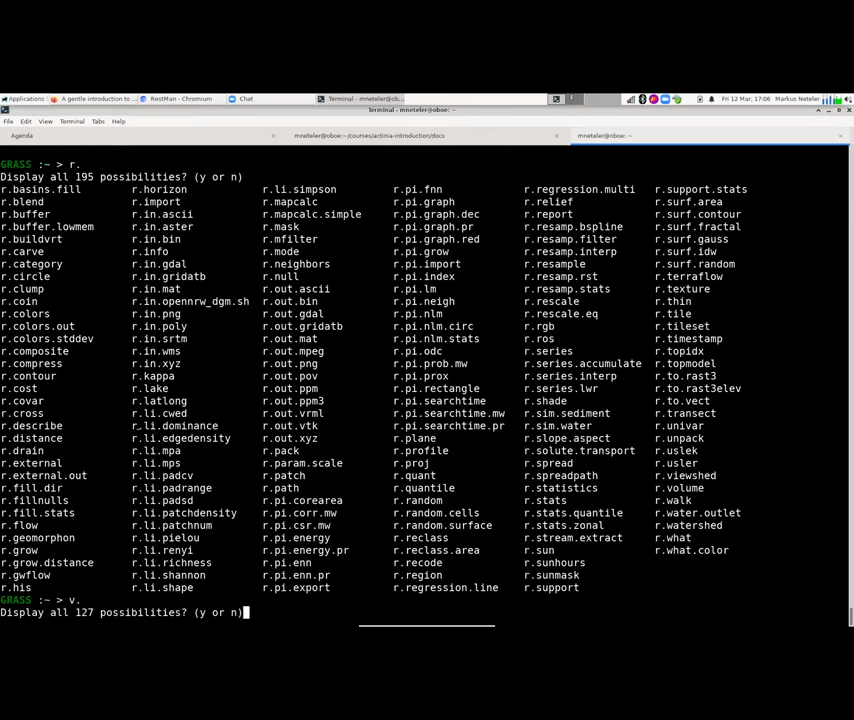 Applications A gentle introduction to ... RestMan - Chromium Chat Terminal - mneteler@ob... Fri 12 Mar, 17:06 Markus Neteler
Terminal - mneteler@oboe: ~
File Edit View Terminal Tabs Help
Agenda mneteler@oboe:~/courses/actinia-introduction/docs mneteler@oboe: ~
GRASS :~ > r.
Display all 195 possibilities? (y or n)
r.basins.fill r.horizon r.li.simpson r.pi.fnn r.regression.multi r.support.stats
r.blend r.import r.mapcalc r.pi.graph r.relief r.surf.area
r.buffer r.in.ascii r.mapcalc.simple r.pi.graph.dec r.report r.surf.contour
r.buffer.lowmem r.in.aster r.mask r.pi.graph.pr r.resamp.bspline r.surf.fractal
r.buildvrt r.in.bin r.mfilter r.pi.graph.red r.resamp.filter r.surf.gauss
r.carve r.info r.mode r.pi.grow r.resamp.interp r.surf.idw
r.category r.in.gdal r.neighbors r.pi.import r.resample r.surf.random
r.circle r.in.gridatb r.null r.pi.index r.resamp.rst r.terraflow
r.clump r.in.mat r.out.ascii r.pi.lm r.resamp.stats r.texture
r.coin r.in.opennrw_dgm.sh r.out.bin r.pi.neigh r.rescale r.thin
r.colors r.in.png r.out.gdal r.pi.nlm r.rescale.eq r.tile
r.colors.out r.in.poly r.out.gridatb r.pi.nlm.circ r.rgb r.tileset
r.colors.stddev r.in.srtm r.out.mat r.pi.nlm.stats r.ros r.timestamp
r.composite r.in.wms r.out.mpeg r.pi.odc r.series r.topidx
r.compress r.in.xyz r.out.png r.pi.prob.mw r.series.accumulate r.topmodel
r.contour r.kappa r.out.pov r.pi.prox r.series.interp r.to.rast3
r.cost r.lake r.out.ppm r.pi.rectangle r.series.lwr r.to.rast3elev
r.covar r.latlong r.out.ppm3 r.pi.searchtime r.shade r.to.vect
r.cross r.li.cwed r.out.vrml r.pi.searchtime.mw r.sim.sediment r.transect
r.describe r.li.dominance r.out.vtk r.pi.searchtime.pr r.sim.water r.univar
r.distance r.li.edgedensity r.out.xyz r.plane r.slope.aspect r.unpack
r.drain r.li.mpa r.pack r.profile r.solute.transport r.uslek
r.external r.li.mps r.param.scale r.proj r.spread r.usler
r.external.out r.li.padcv r.patch r.quant r.spreadpath r.viewshed
r.fill.dir r.li.padrange r.path r.quantile r.statistics r.volume
r.fillnulls r.li.padsd r.pi.corearea r.random r.stats r.walk
r.fill.stats r.li.patchdensity r.pi.corr.mw r.random.cells r.stats.quantile r.water.outlet
r.flow r.li.patchnum r.pi.csr.mw r.random.surface r.stats.zonal r.watershed
r.geomorphon r.li.pielou r.pi.energy r.reclass r.stream.extract r.what
r.grow r.li.renyi r.pi.energy.pr r.reclass.area r.sun r.what.color
r.grow.distance r.li.richness r.pi.enn r.recode r.sunhours
r.gwflow r.li.shannon r.pi.enn.pr r.region r.sunmask
r.his r.li.shape r.pi.export r.regression.line r.support
GRASS :~ > v.
Display all 127 possibilities? (y or n)